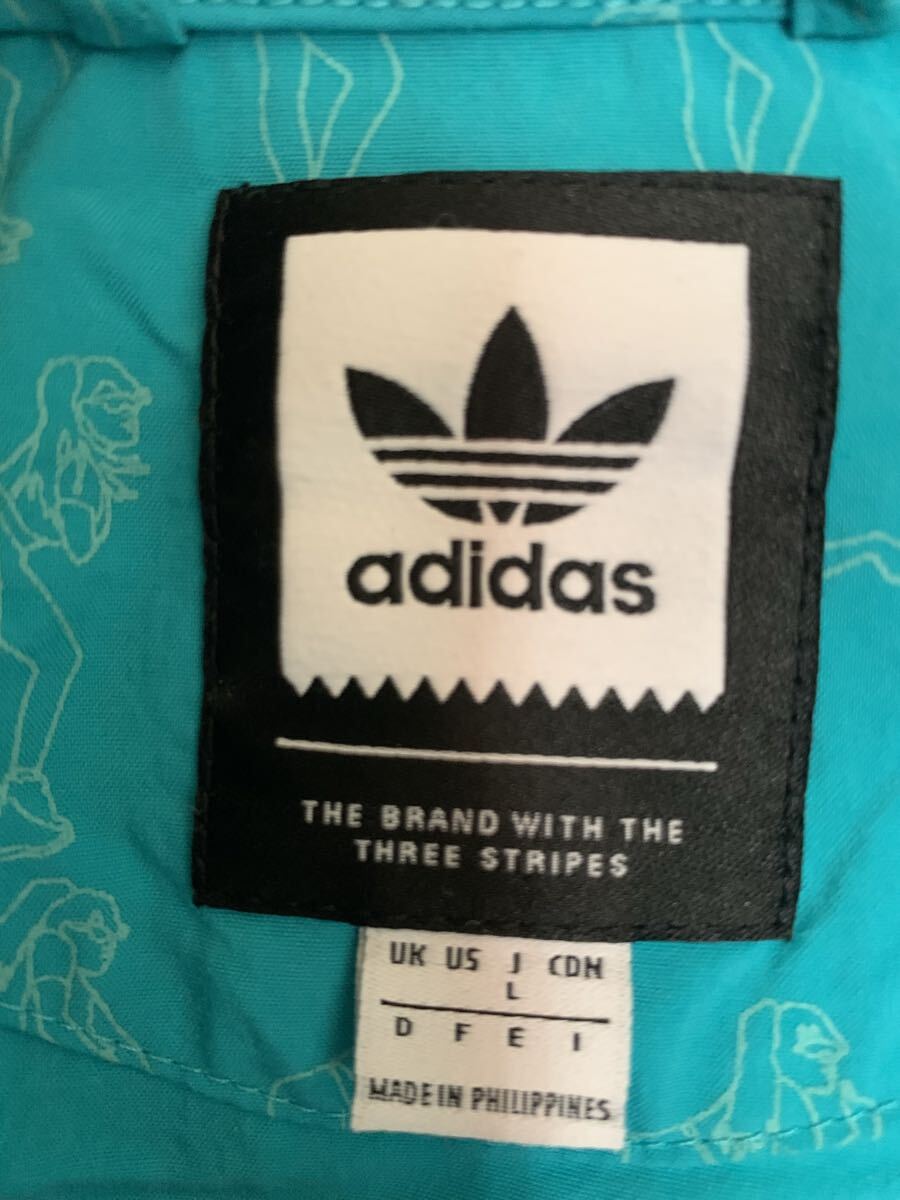 adidas
THE BRAND WITH THE
THREE STRIPES
UK US J CDN
L
D F E I
MADE IN PHILIPPINES